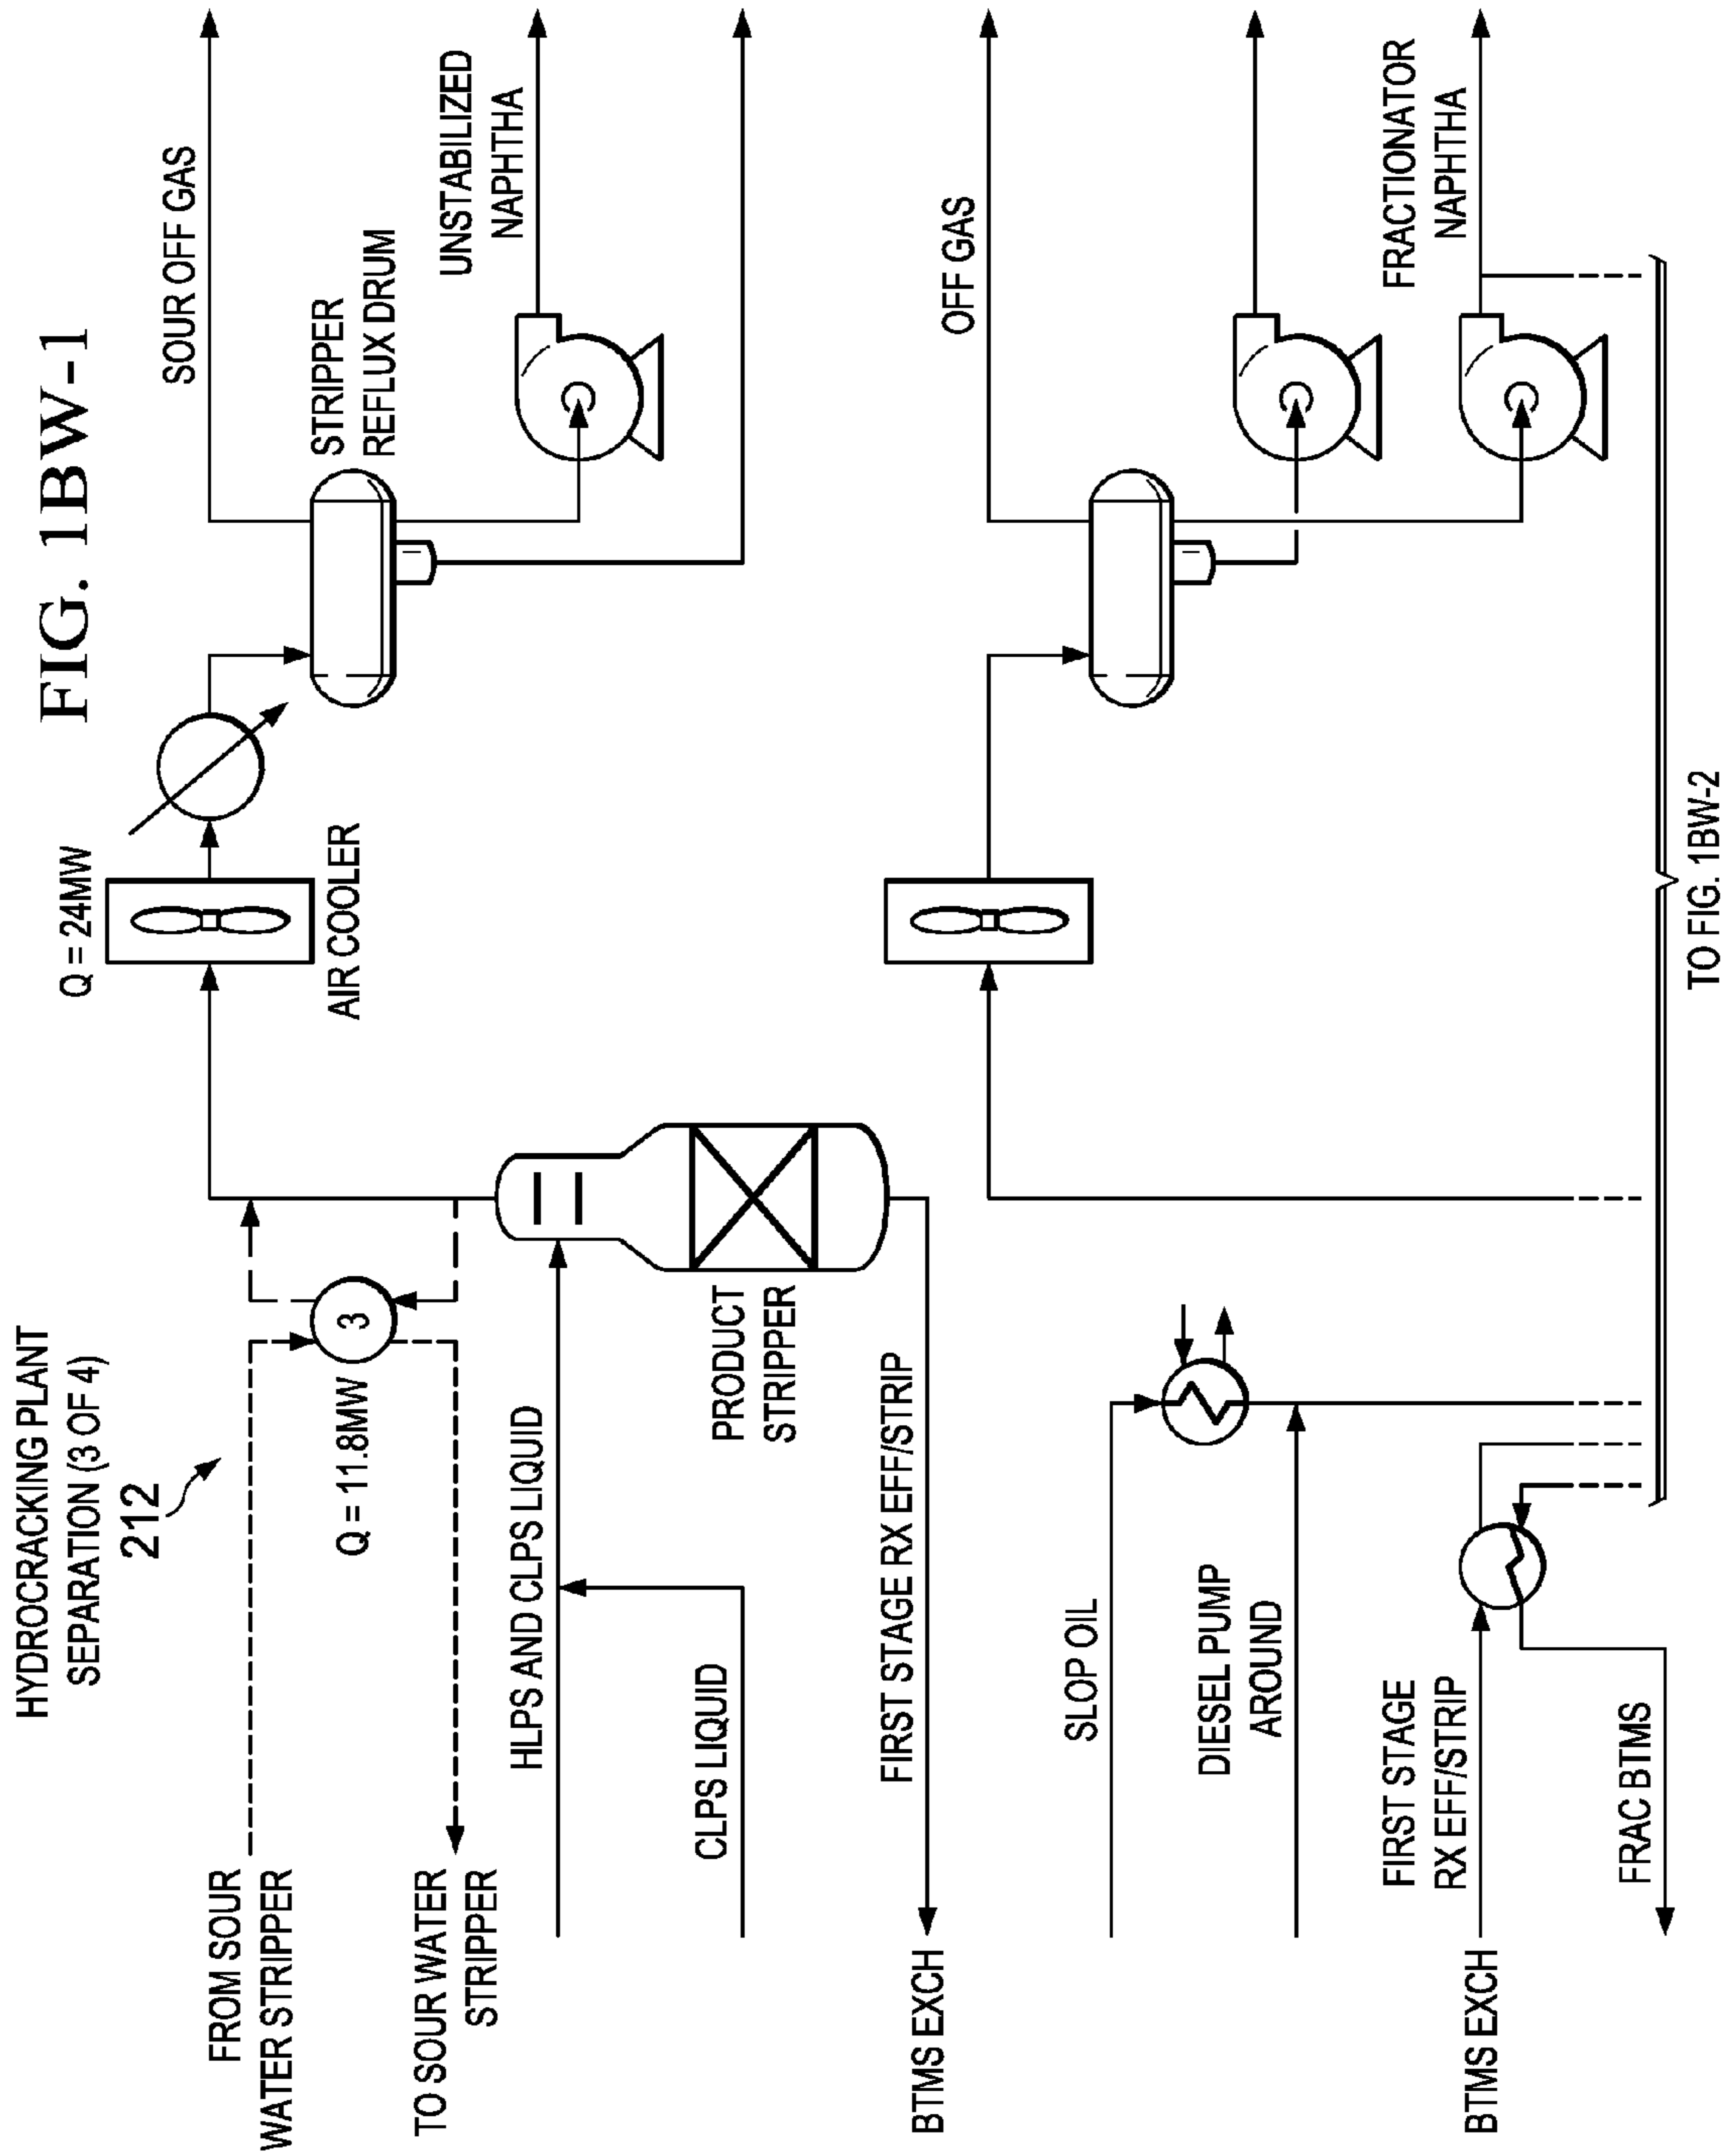 FIG. 1BW-1
HYDROCRACKING PLANT
SEPARATION (3 OF 4)
212
FROM SOUR
WATER STRIPPER
TO SOUR WATER
STRIPPER
Q = 11.8MW
3
Q = 24MW
AIR COOLER
SOUR OFF GAS
STRIPPER
REFLUX DRUM
UNSTABILIZED
NAPHTHA
HLPS AND CLPS LIQUID
CLPS LIQUID
PRODUCT
STRIPPER
FIRST STAGE RX EFF/STRIP
BTMS EXCH
OFF GAS
SLOP OIL
DIESEL PUMP
AROUND
FIRST STAGE
RX EFF/STRIP
BTMS EXCH
FRAC BTMS
FRACTIONATOR
NAPHTHA
TO FIG. 1BW-2